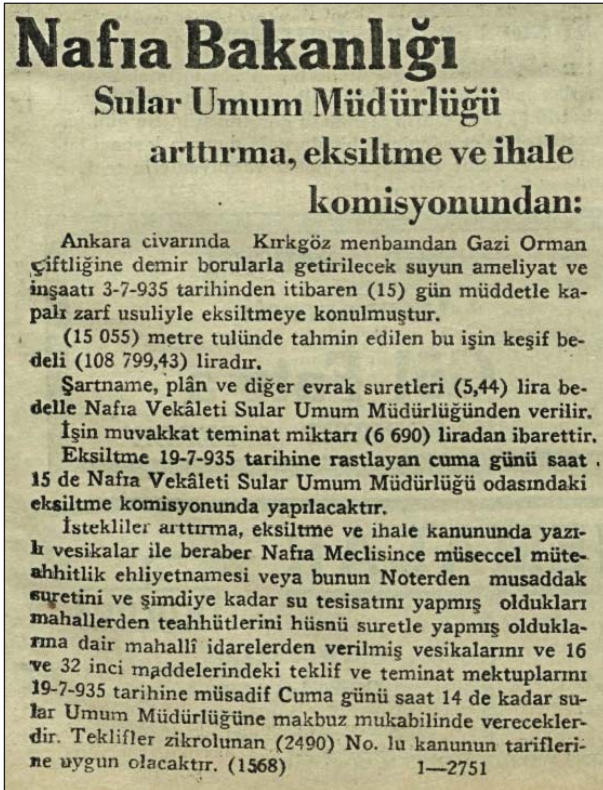 Nafıa Bakanlığı
Sular Umum Müdürlüğü
arttırma, eksiltme ve ihale
komisyonundan:
Ankara civarında Kırkgöz menbaından Gazi Orman
çiftliğine demir borularla getirilecek suyun ameliyat ve
inşaatı 3-7-935 tarihinden itibaren (15) gün müddetle ka-
palı zarf usuliyle eksiltmeye konulmuştur.
(15 055) metre tulünde tahmin edilen bu işin keşif be-
deli (108 799,43) liradır.
Şartname, plân ve diğer evrak suretleri (5,44) lira be-
delle Nafıa Vekâleti Sular Umum Müdürlüğünden verilir.
İşin muvakkat teminat miktarı (6 690) liradan ibarettir.
Eksiltme 19-7-935 tarihine rastlayan cuma günü saat
15 de Nafıa Vekâleti Sular Umum Müdürlüğü odasındaki
eksiltme komisyonunda yapılacaktır.
İstekliler arttırma, eksiltme ve ihale kanununda yazı-
lı vesikalar ile beraber Nafıa Meclisince müseccel müte-
ahhitlik ehliyetnamesi veya bunun Noterden musaddak
suretini ve şimdiye kadar su tesisatını yapmış oldukları
mahallerden teahhütlerini hüsnü suretle yapmış oldukla-
rına dair mahallî idarelerden verilmiş vesikalarını ve 16
ve 32 inci maddelerindeki teklif ve teminat mektuplarını
19-7-935 tarihine müsadif Cuma günü saat 14 de kadar su-
lar Umum Müdürlüğüne makbuz mukabilinde verecekler-
dir. Teklifler zikrolunan (2490) No. lu kanunun tarifleri-
ne uygun olacaktır. (1568) 1—2751